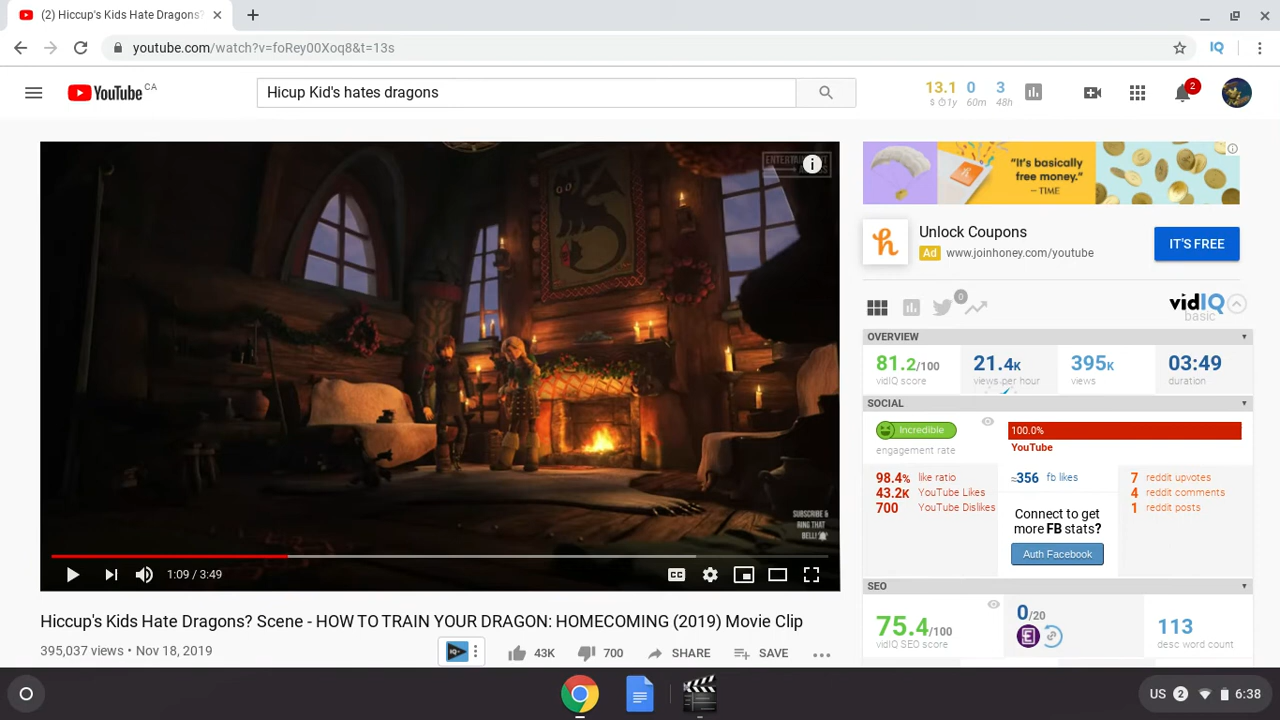 (2) Hiccup's Kids Hate Dragons?
youtube.com/watch?v=foRey00Xoq8&t=13s
IQ
YouTube CA
Hicup Kid's hates dragons
13.1 0 3
$ 1y 60m 48h
2
ENTERTAINMENT
"It's basically
free money."
– TIME
Unlock Coupons
Ad www.joinhoney.com/youtube
IT'S FREE
h
0
vidIQ
basic
OVERVIEW
81.2/100 21.4K 395K 03:49
vidIQ score views per hour views duration
SOCIAL
Incredible
engagement rate
100.0%
YouTube
98.4% like ratio
43.2K YouTube Likes
700 YouTube Dislikes
≈356 fb likes
Connect to get
more FB stats?
Auth Facebook
7 reddit upvotes
4 reddit comments
1 reddit posts
SUBSCRIBE &
RING THAT
BELL!
1:09 / 3:49
CC
SEO
75.4/100
vidIQ SEO score
0/20
113
desc word count
Hiccup's Kids Hate Dragons? Scene - HOW TO TRAIN YOUR DRAGON: HOMECOMING (2019) Movie Clip
395,037 views • Nov 18, 2019
43K 700 SHARE SAVE
US 2 6:38